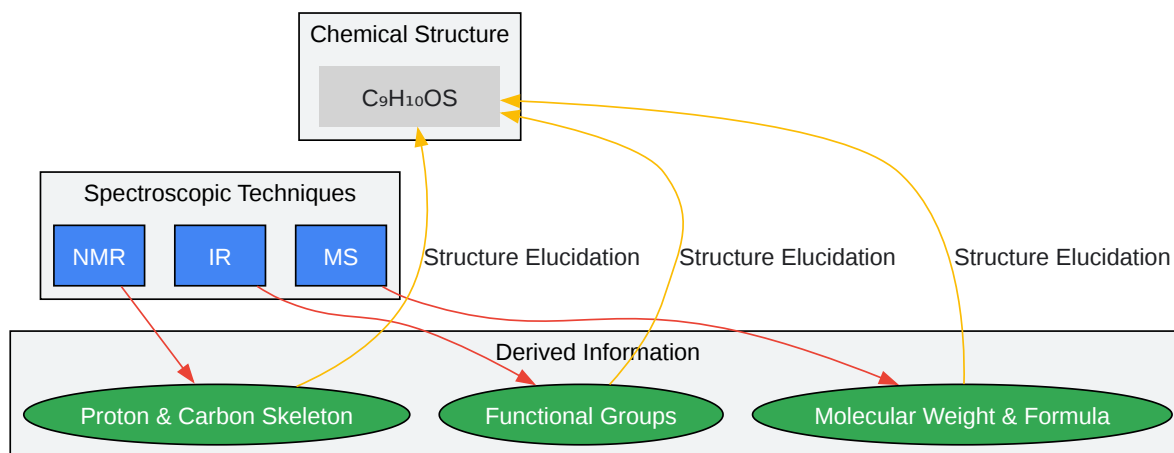 Chemical Structure
C₉H₁₀OS
Spectroscopic Techniques
NMR
IR
MS
Structure Elucidation
Structure Elucidation
Structure Elucidation
Derived Information
Proton & Carbon Skeleton
Functional Groups
Molecular Weight & Formula